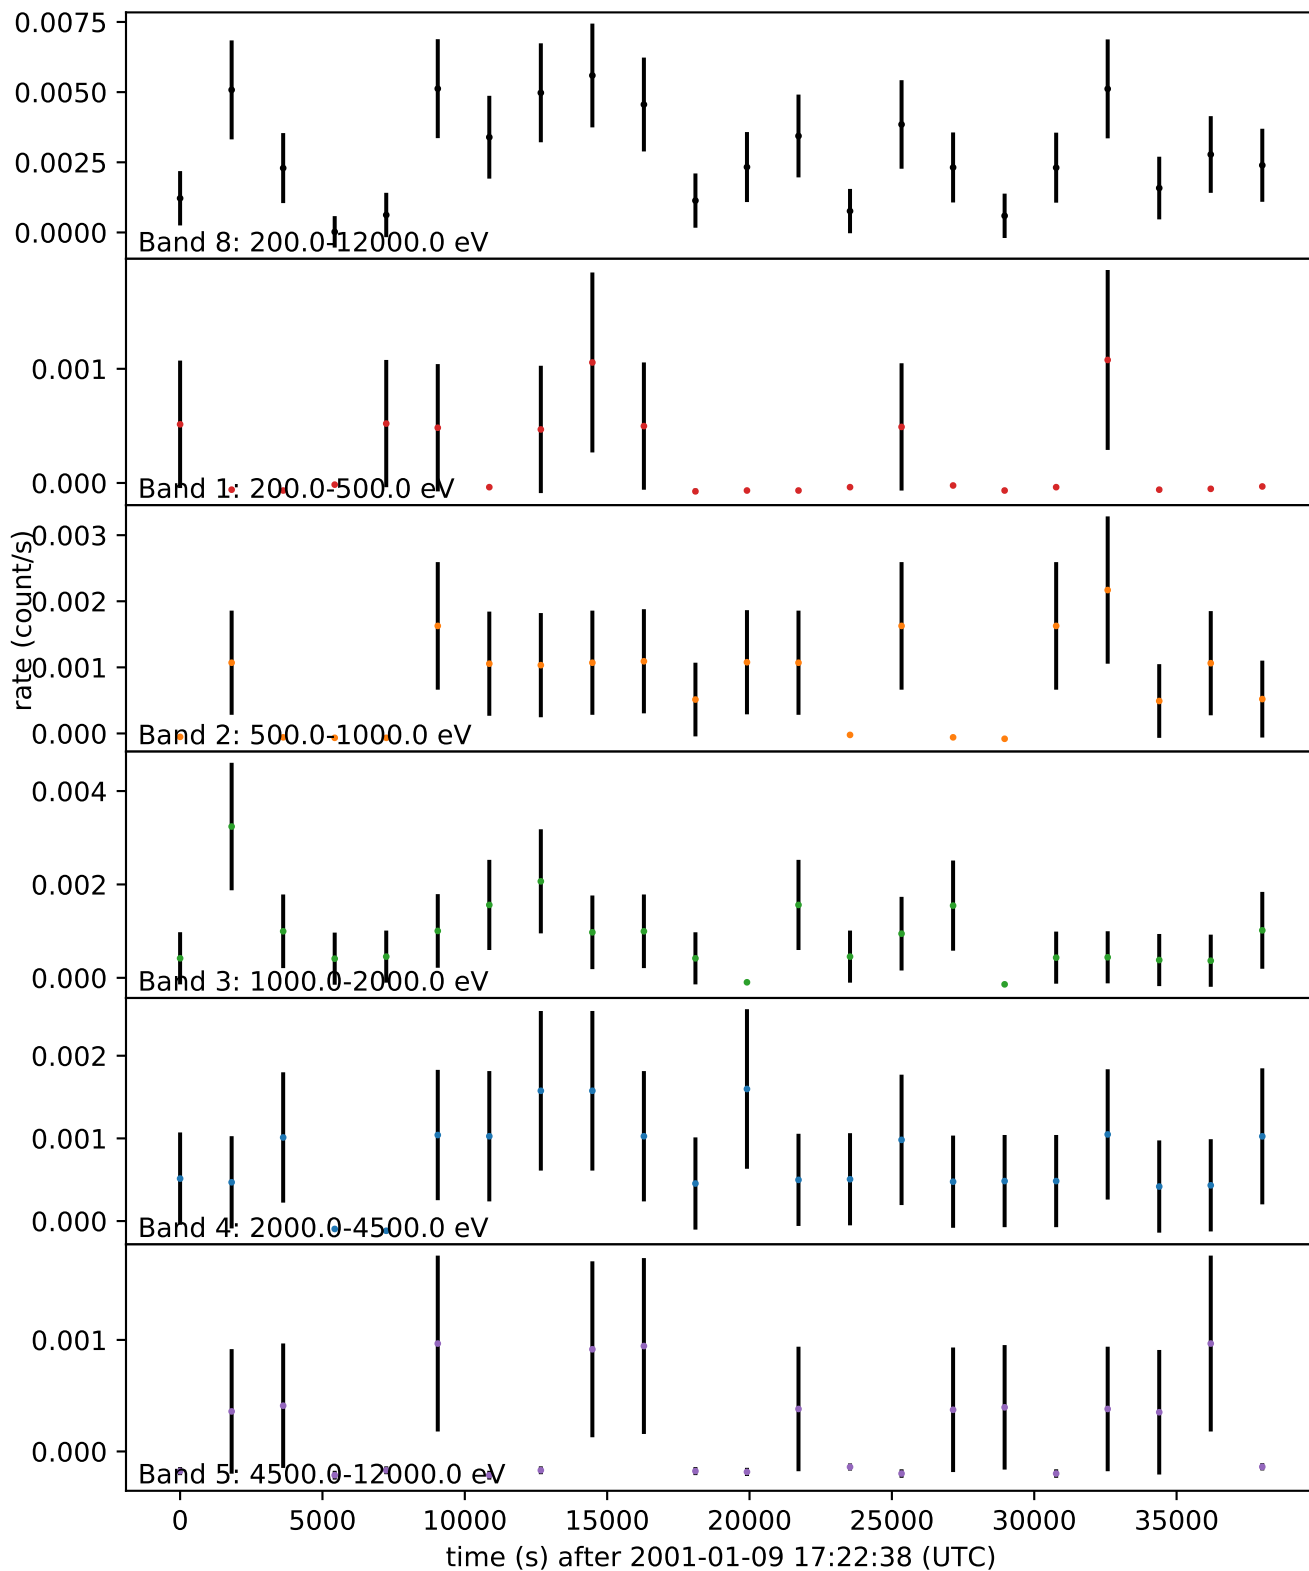 0.0075
0.0050
0.0025
0.0000
Band 8: 200.0-12000.0 eV
0.001
0.000
Band 1: 200.0-500.0 eV
rate (count/s)
0.003
0.002
0.001
0.000
Band 2: 500.0-1000.0 eV
0.004
0.002
0.000
Band 3: 1000.0-2000.0 eV
0.002
0.001
0.000
Band 4: 2000.0-4500.0 eV
0.001
0.000
Band 5: 4500.0-12000.0 eV
0 5000 10000 15000 20000 25000 30000 35000
time (s) after 2001-01-09 17:22:38 (UTC)